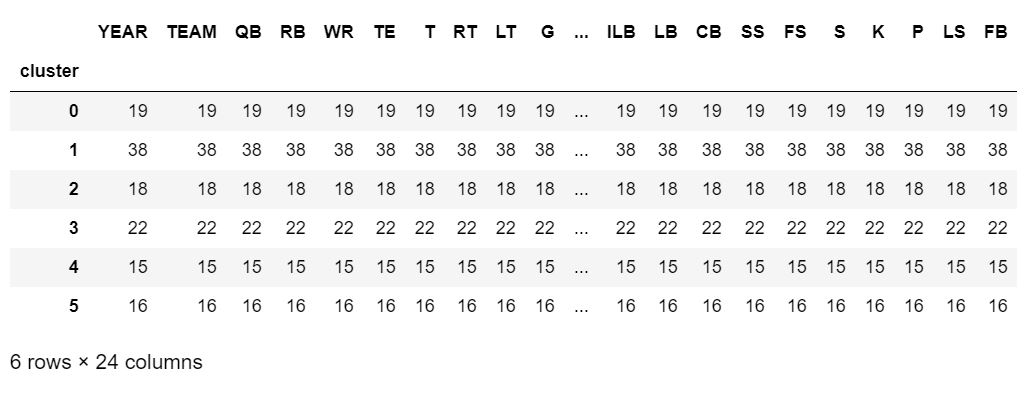 YEAR TEAM QB RB WR TE T RT LT G ... ILB LB CB SS FS S K P LS FB
cluster
0 19 19 19 19 19 19 19 19 19 19 ... 19 19 19 19 19 19 19 19 19 19
1 38 38 38 38 38 38 38 38 38 38 ... 38 38 38 38 38 38 38 38 38 38
2 18 18 18 18 18 18 18 18 18 18 ... 18 18 18 18 18 18 18 18 18 18
3 22 22 22 22 22 22 22 22 22 22 ... 22 22 22 22 22 22 22 22 22 22
4 15 15 15 15 15 15 15 15 15 15 ... 15 15 15 15 15 15 15 15 15 15
5 16 16 16 16 16 16 16 16 16 16 ... 16 16 16 16 16 16 16 16 16 16
6 rows × 24 columns